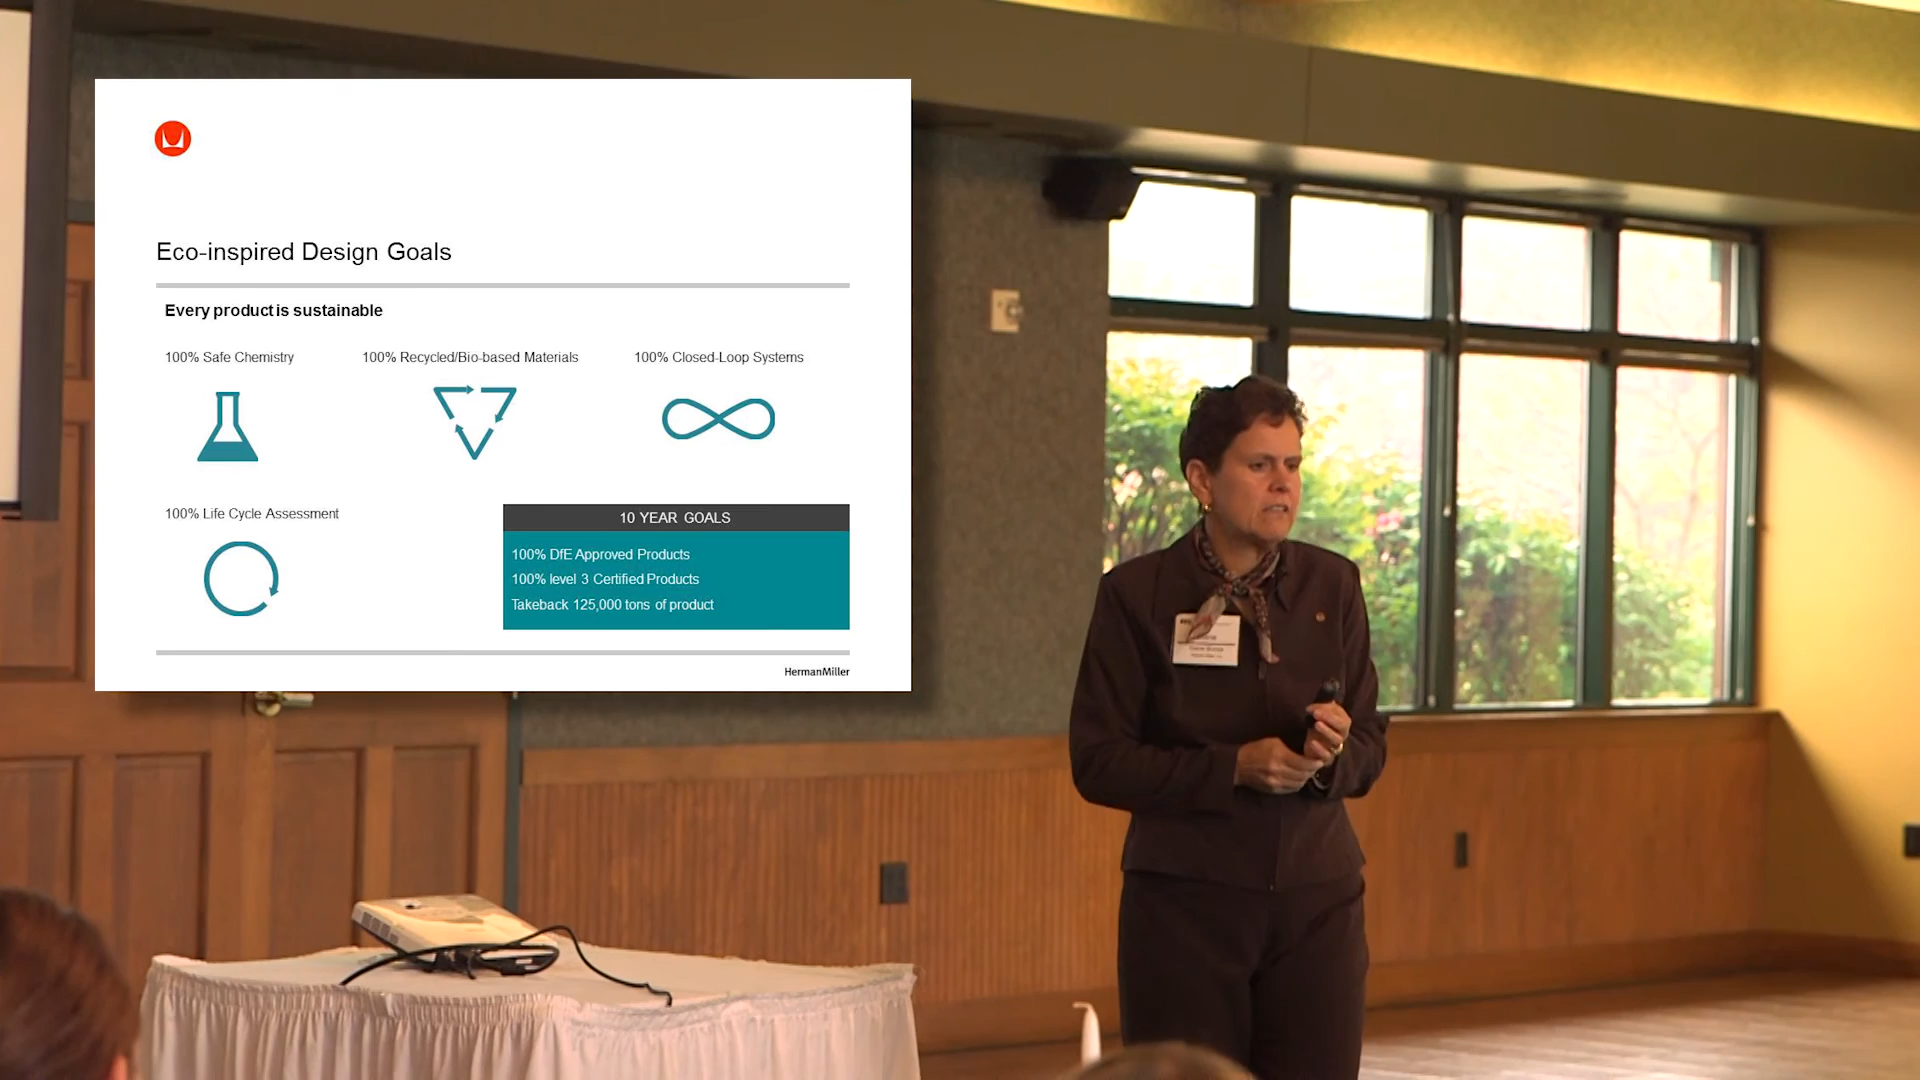 Eco-inspired Design Goals
Every product is sustainable
100% Safe Chemistry
100% Recycled/Bio-based Materials
100% Closed-Loop Systems
100% Life Cycle Assessment
10 YEAR GOALS
100% DfE Approved Products
100% level 3 Certified Products
Takeback 125,000 tons of product
HermanMiller